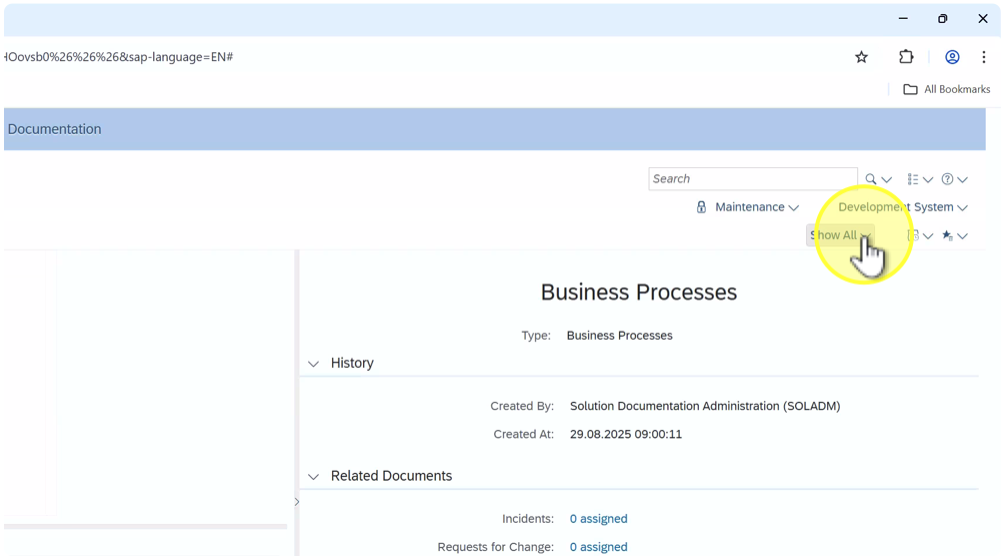 HOovsb0%26%26%26&sap-language=EN#
All Bookmarks
Documentation
Search
Maintenance
Development System
Show All
Business Processes
Type: Business Processes
History
Created By: Solution Documentation Administration (SOLADM)
Created At: 29.08.2025 09:00:11
Related Documents
Incidents: 0 assigned
Requests for Change: 0 assigned